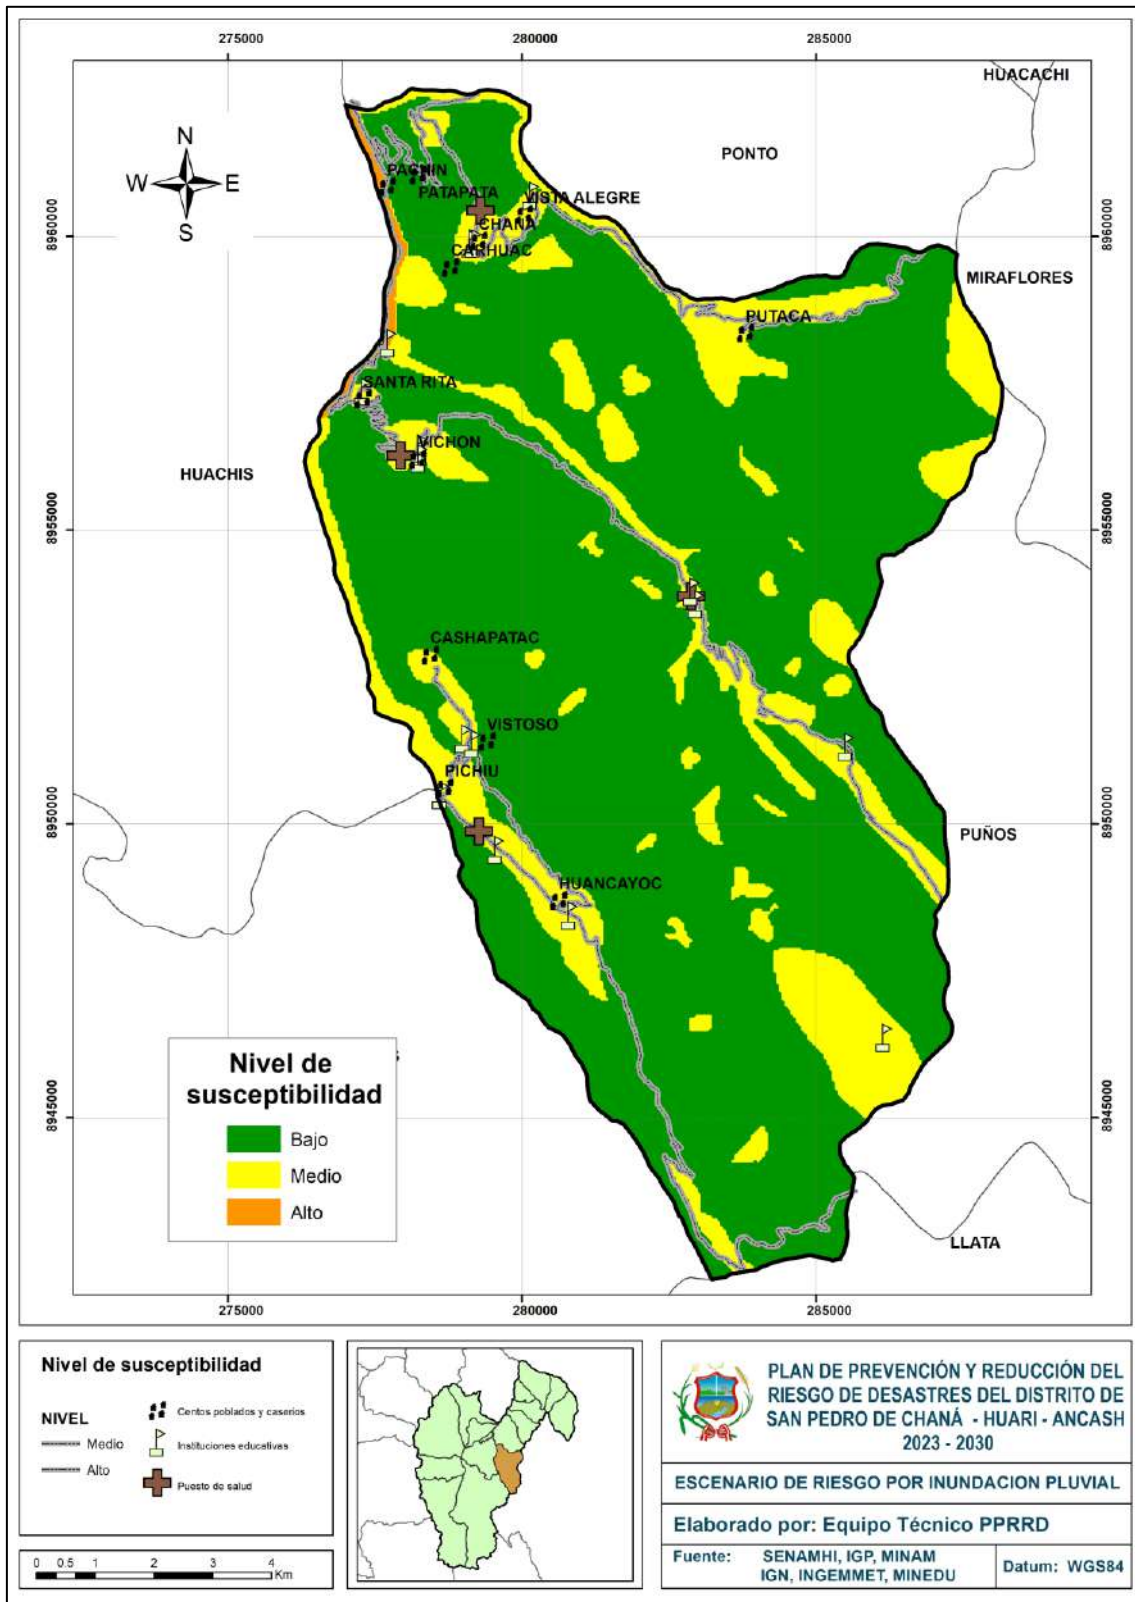 275000
280000
285000
HUACACHI
N
W
E
S
PONTO
PACHIN
PATAPATA
VISTA ALEGRE
CHANA
CARHUAC
8960000
8960000
MIRAFLORES
PUTACA
SANTA RITA
VICHON
HUACHIS
8955000
8955000
CASHAPATAC
VISTOSO
PICHIU
8950000
8950000
PUÑOS
HUANCAYOC
Nivel de
susceptibilidad
Bajo
Medio
Alto
S
8945000
8945000
LLATA
275000
280000
285000
Nivel de susceptibilidad
NIVEL
Medio
Alto
Centos poblados y caserios
Instituciones educativas
Puesto de salud
0 0.5 1 2 3 4
Km
PLAN DE PREVENCIÓN Y REDUCCIÓN DEL
RIESGO DE DESASTRES DEL DISTRITO DE
SAN PEDRO DE CHANÁ - HUARI - ANCASH
2023 - 2030
ESCENARIO DE RIESGO POR INUNDACION PLUVIAL
Elaborado por: Equipo Técnico PPRRD
Fuente: SENAMHI, IGP, MINAM
IGN, INGEMMET, MINEDU
Datum: WGS84